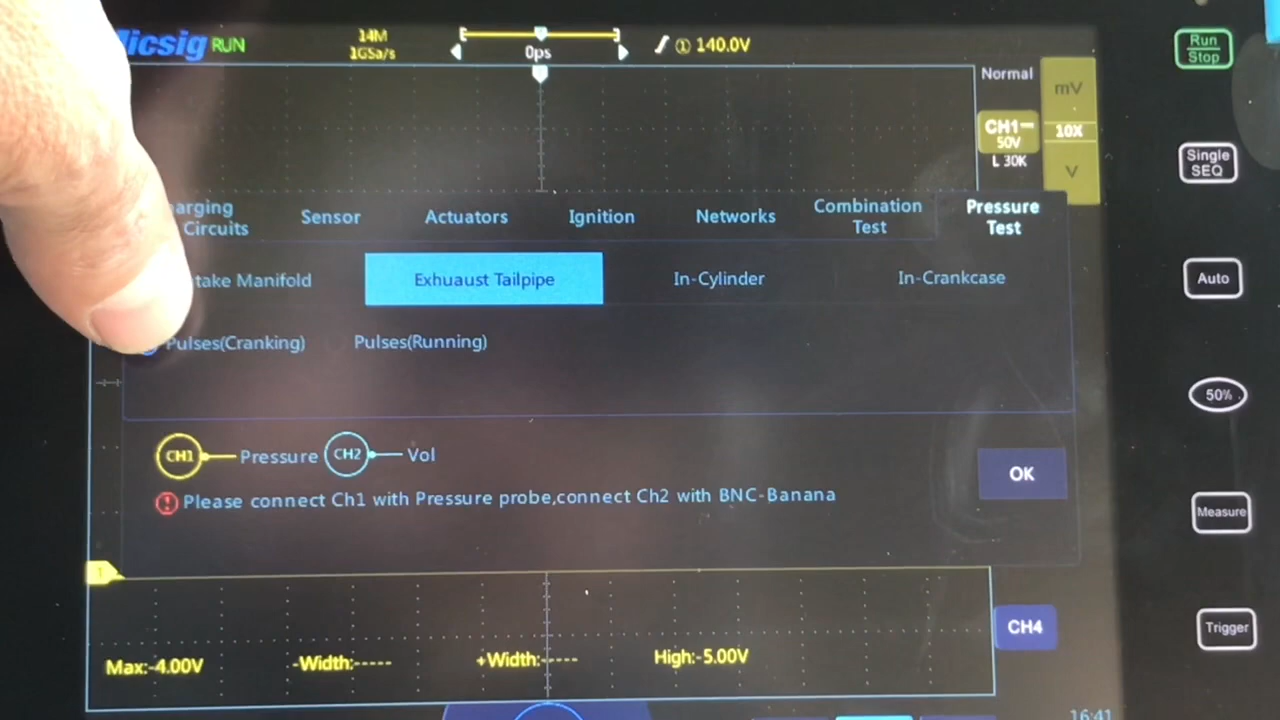 Micsig RUN
14M
1GSa/s
0ps
① 140.0V
Run
Stop
Normal
mV
CH1
50V
L 30K
10X
V
Single
SEQ
arging
Circuits
Sensor
Actuators
Ignition
Networks
Combination
Test
Pressure
Test
take Manifold
Exhuaust Tailpipe
In-Cylinder
In-Crankcase
Auto
Pulses(Cranking)
Pulses(Running)
50%
CH1
Pressure
CH2
Vol
OK
Please connect Ch1 with Pressure probe,connect Ch2 with BNC-Banana
Measure
1
CH4
Trigger
Max:-4.00V
-Width:-----
+Width:-----
High:-5.00V
16:41